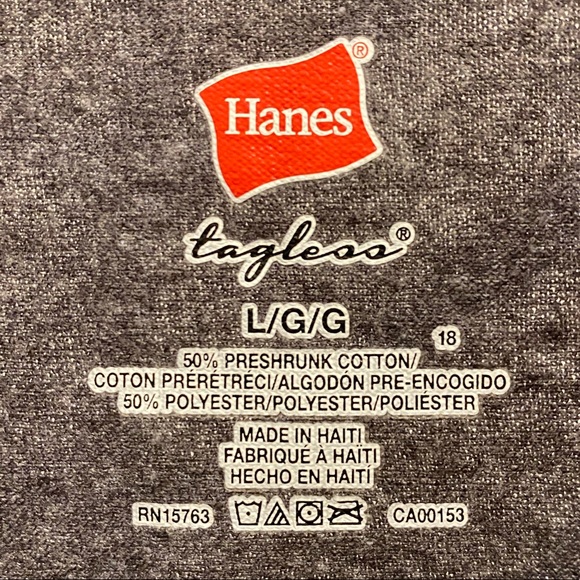 Hanes®
tagless®
L/G/G
18
50% PRESHRUNK COTTON/
COTON PRÉRÉTRÉCI/ALGODÓN PRE-ENCOGIDO
50% POLYESTER/POLYESTER/POLIÉSTER
MADE IN HAITI
FABRIQUÉ À HAÏTI
HECHO EN HAITÍ
RN15763 CA00153